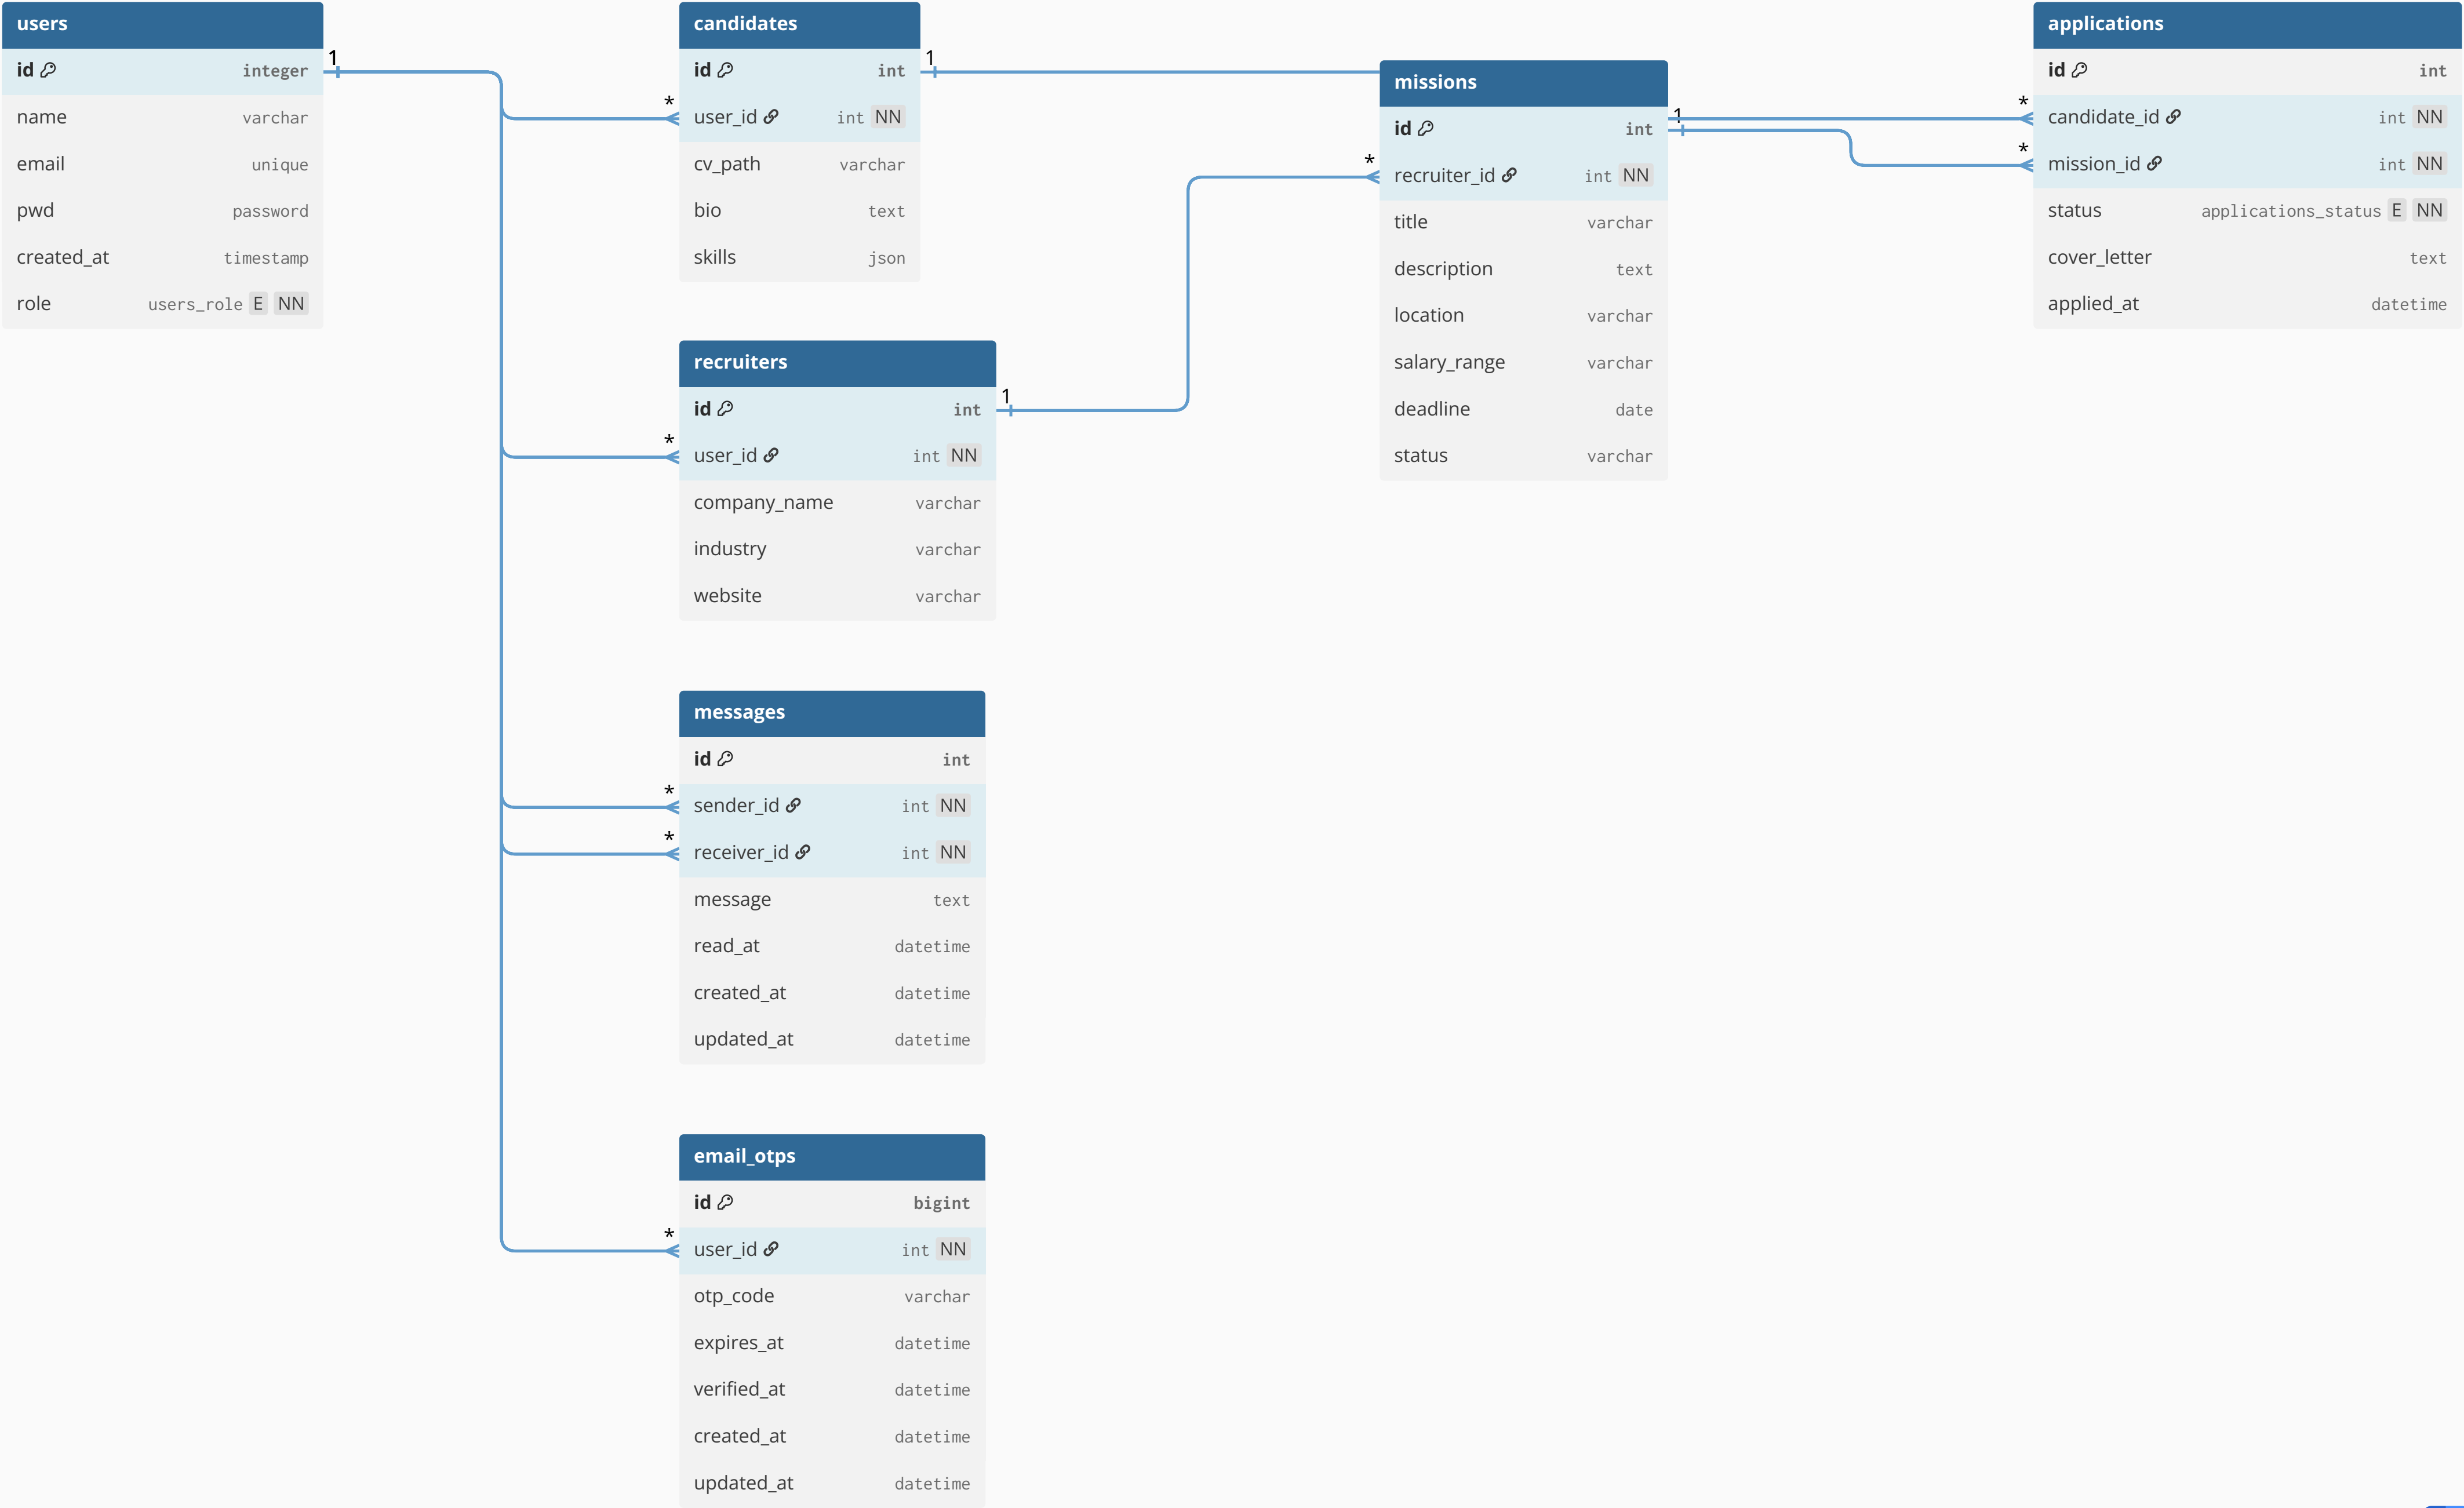 users
id integer
name varchar
email unique
pwd password
created_at timestamp
role users_role E NN
1
candidates
id int
user_id int NN
cv_path varchar
bio text
skills json
1
*
recruiters
id int
user_id int NN
company_name varchar
industry varchar
website varchar
1
*
messages
id int
sender_id int NN
receiver_id int NN
message text
read_at datetime
created_at datetime
updated_at datetime
*
*
email_otps
id bigint
user_id int NN
otp_code varchar
expires_at datetime
verified_at datetime
created_at datetime
updated_at datetime
*
missions
id int
recruiter_id int NN
title varchar
description text
location varchar
salary_range varchar
deadline date
status varchar
1
*
applications
id int
candidate_id int NN
mission_id int NN
status applications_status E NN
cover_letter text
applied_at datetime
*
*